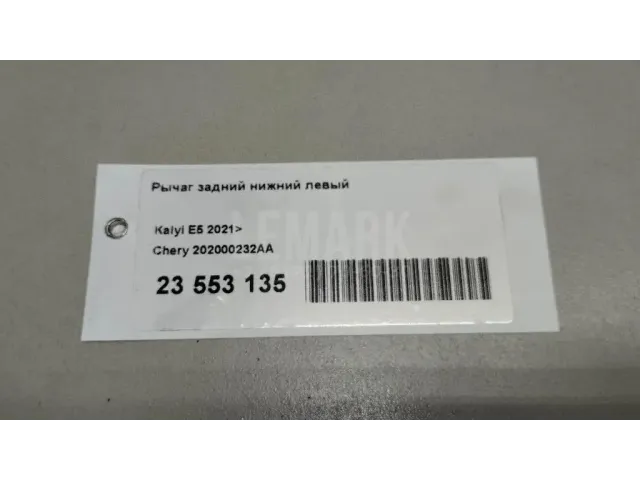 Рычаг задний нижний левый
Kaiyi E5 2021>
Chery 202000232AA
23 553 135